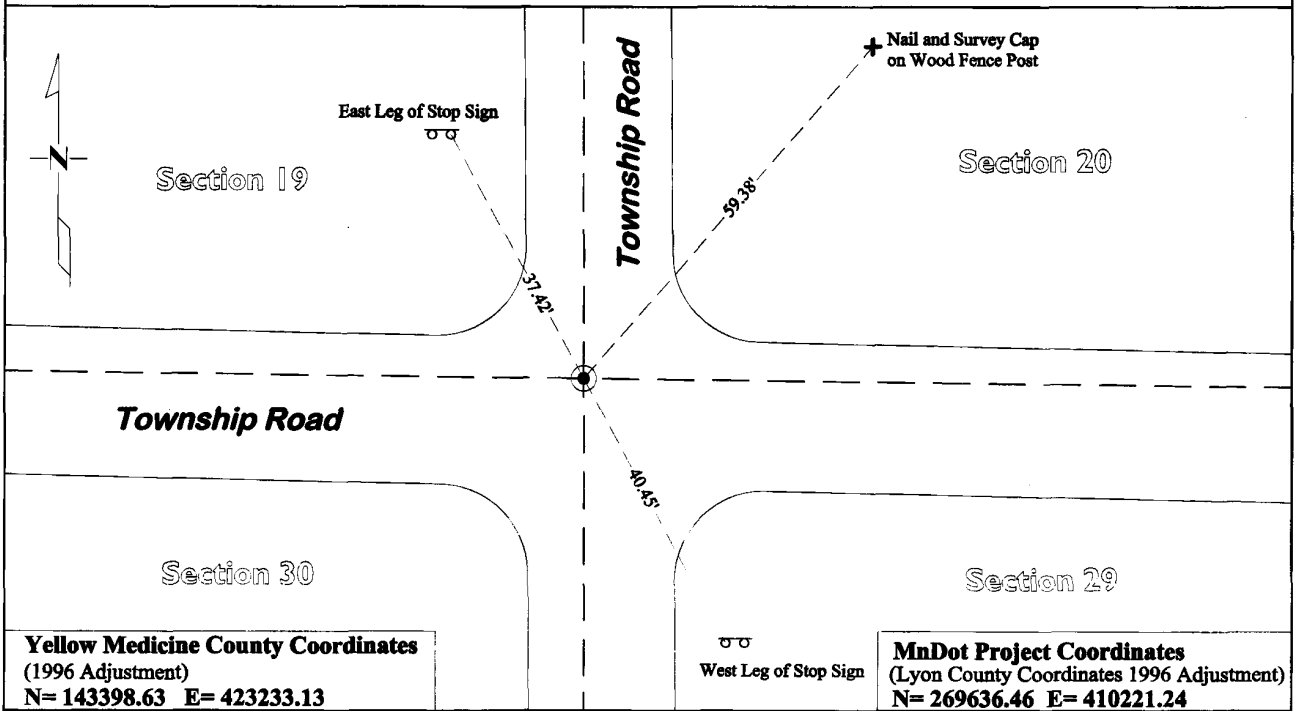 Nail and Survey Cap
on Wood Fence Post
East Leg of Stop Sign
Township Road
N
Section 19
Section 20
59.38'
37.42'
Township Road
40.45'
Section 30
Section 29
Yellow Medicine County Coordinates
(1996 Adjustment)
N= 143398.63 E= 423233.13
West Leg of Stop Sign
MnDot Project Coordinates
(Lyon County Coordinates 1996 Adjustment)
N= 269636.46 E= 410221.24